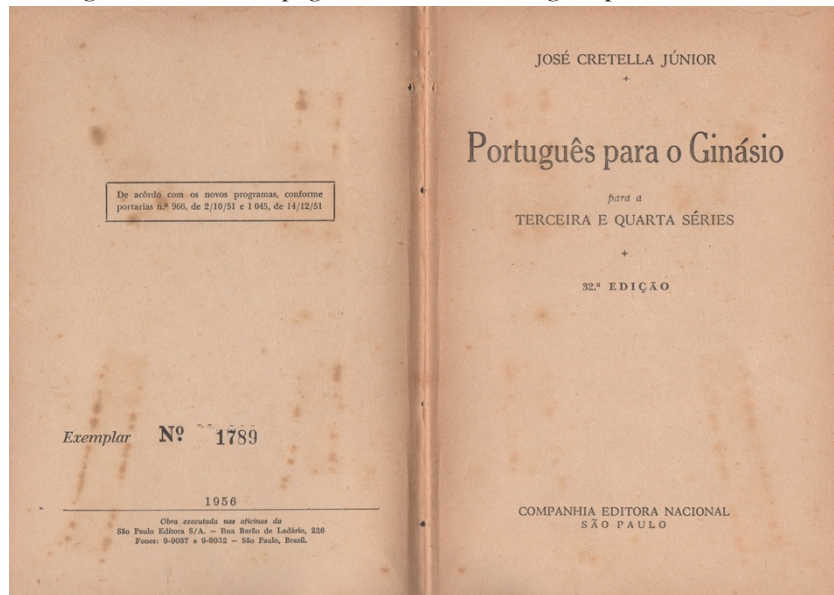 De acôrdo com os novos programas, conforme
portarias n.º 966, de 2/10/51 e 1 045, de 14/12/51
Exemplar Nº 1789
1956
Obra executada nas oficinas da
São Paulo Editora S/A. — Rua Barão de Ladário, 226
Fones: 9-9087 e 9-9932 — São Paulo, Brasil.
JOSÉ CRETELLA JÚNIOR
Português para o Ginásio
para a
TERCEIRA E QUARTA SÉRIES
32.ª EDIÇÃO
COMPANHIA EDITORA NACIONAL
SÃO PAULO